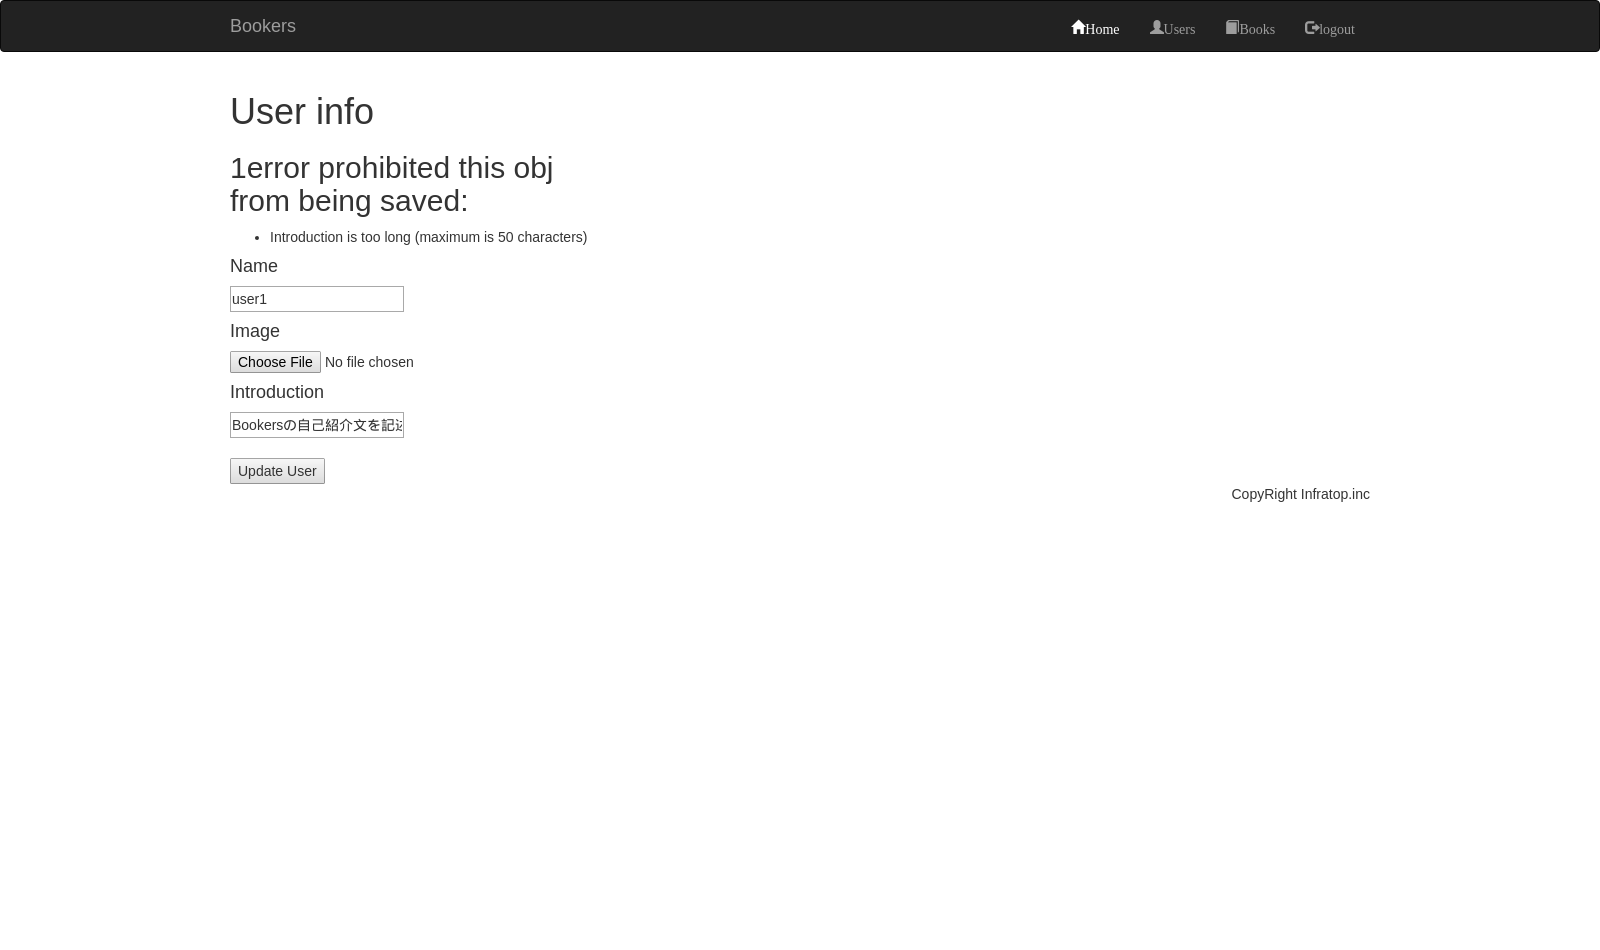 Bookers
Home Users Books logout
User info
1error prohibited this obj
from being saved:
• Introduction is too long (maximum is 50 characters)
Name
user1
Image
Choose File No file chosen
Introduction
Bookersの自己紹介文を記
Update User
CopyRight Infratop.inc